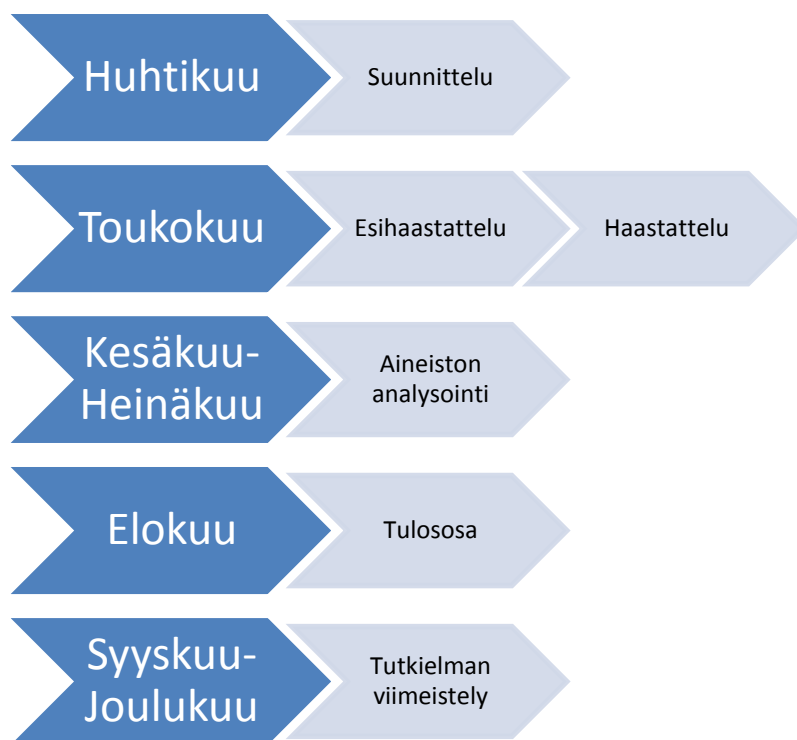 Huhtikuu
Suunnittelu
Toukokuu
Esihaastattelu
Haastattelu
Kesäkuu-
Heinäkuu
Aineiston
analysointi
Elokuu
Tulososa
Syyskuu-
Joulukuu
Tutkielman
viimeistely